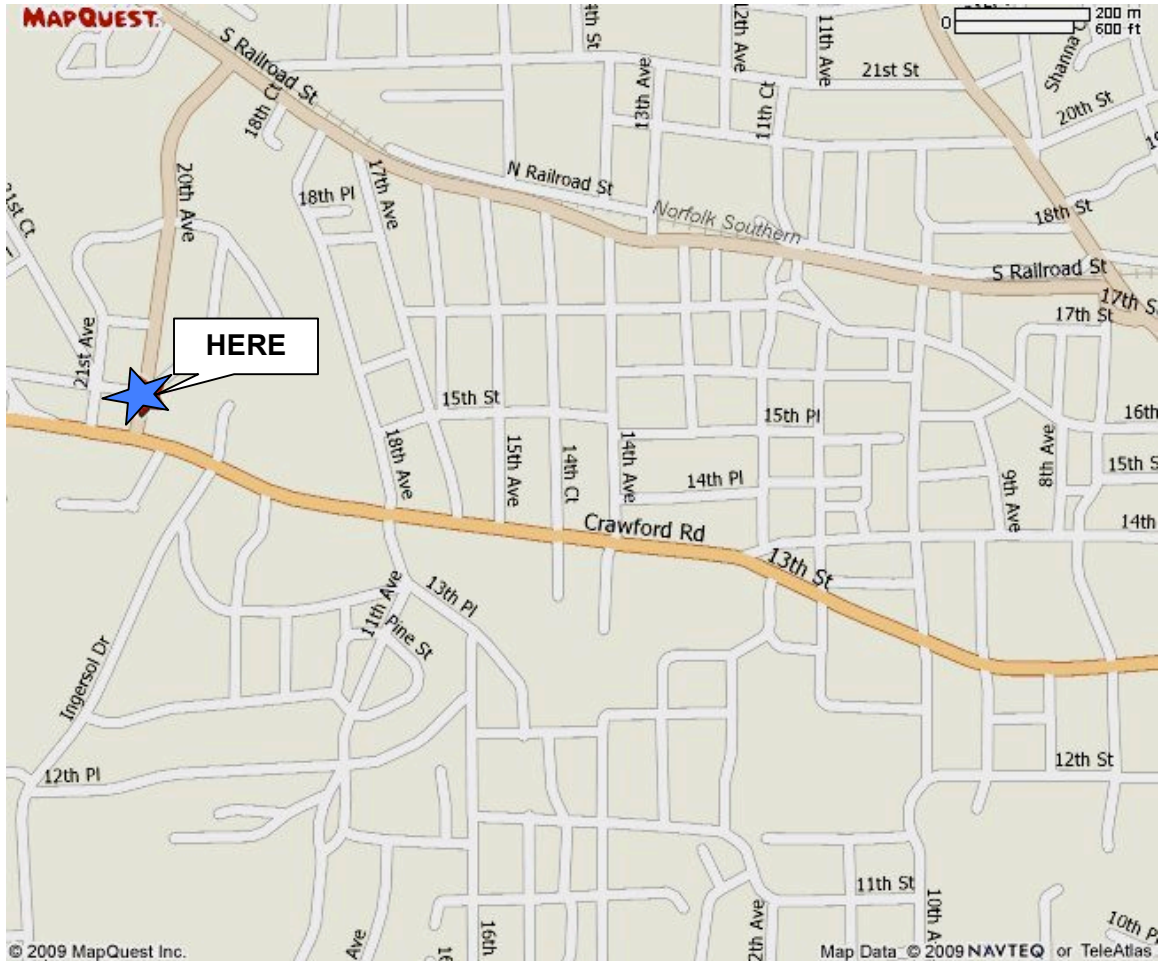 MAPQUEST.
0
200 m
600 ft
S Railroad St
4th St
12th Ave
11th Ave
21st St
Shanna
13th Ave
18th Ct
11th Ct
20th St
17th Ave
20th Ave
N Railroad St
18th Pl
21st Ct
Norfolk Southern
18th St
S Railroad St
17th S
17th St
HERE
21st Ave
15th St
15th Pl
16th
18th Ave
15th Ave
14th Ct
14th Ave
8th Ave
15th S
14th Pl
9th Ave
Crawford Rd
14th
13th St
11th Ave
13th Pl
Pine St
Ingersol Dr
12th Pl
12th St
11th St
10th A
2th Ave
16th
Ave
10th P
© 2009 MapQuest Inc.
Map Data © 2009 NAVTEQ or TeleAtlas